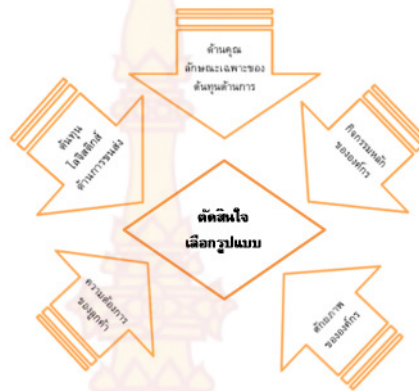 ด้านคุณ
ลักษณะเฉพาะของ
ต้นทุนด้านการ
ต้นทุน
โลจิสติกส์
ด้านการขนส่ง
กิจกรรมหลัก
ขององค์กร
ตัดสินใจ
เลือกรูปแบบ
ความต้องการ
ของลูกค้า
ศักยภาพ
ขององค์กร